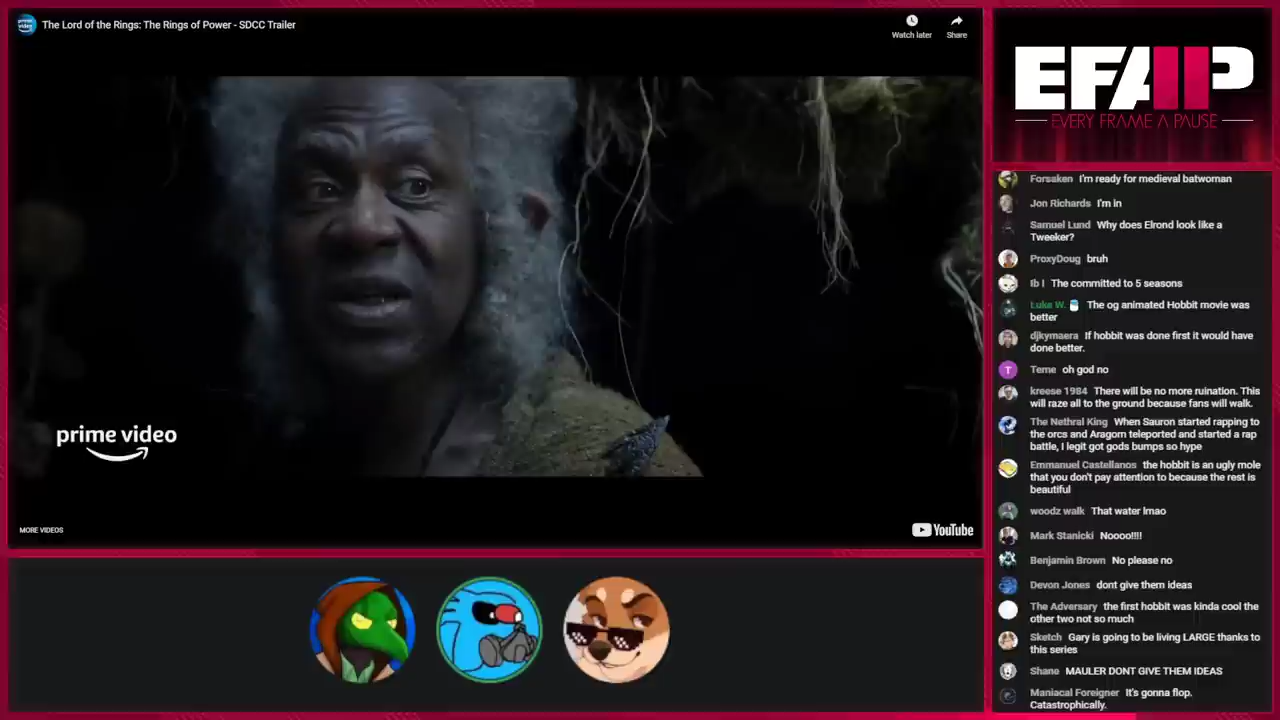 The Lord of the Rings: The Rings of Power - SDCC Trailer
Watch later
Share
prime video
prime video
MORE VIDEOS
YouTube
EFAP
EVERY FRAME A PAUSE
Forsaken I'm ready for medieval batwoman
Jon Richards I'm in
Samuel Lund Why does Elrond look like a
Tweeker?
ProxyDoug bruh
Ib I The committed to 5 seasons
Luke W. The og animated Hobbit movie was
better
djkymaera If hobbit was done first it would have
done better.
T
Teme oh god no
kreese 1984 There will be no more ruination. This
will raze all to the ground because fans will walk.
The Nethral King When Sauron started rapping to
the orcs and Aragorn teleported and started a rap
battle, I legit got gods bumps so hype
Emmanuel Castellanos the hobbit is an ugly mole
that you don't pay attention to because the rest is
beautiful
woodz walk That water lmao
Mark Stanicki Noooo!!!!
Benjamin Brown No please no
Devon Jones dont give them ideas
The Adversary the first hobbit was kinda cool the
other two not so much
Sketch Gary is going to be living LARGE thanks to
this series
Shane MAULER DONT GIVE THEM IDEAS
Maniacal Foreigner It's gonna flop.
Catastrophically.